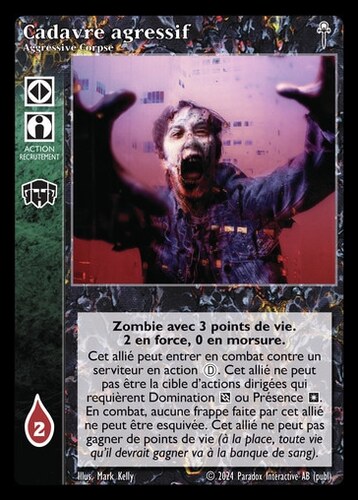 Cadavre agressif
Aggressive Corpse
ACTION
RECRUTEMENT
Zombie avec 3 points de vie.
2 en force, 0 en morsure.
Cet allié peut entrer en combat contre un
serviteur en action Ⓓ. Cet allié ne peut
pas être la cible d'actions dirigées qui
requièrent Domination ou Présence.
En combat, aucune frappe faite par cet allié
ne peut être esquivée. Cet allié ne peut pas
gagner de points de vie (à la place, toute vie
qu'il devrait gagner va à la banque de sang).
2
Illus. Mark Kelly
© 2024 Paradox Interactive AB (publ)